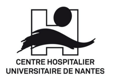 CENTRE HOSPITALIER
UNIVERSITAIRE DE NANTES